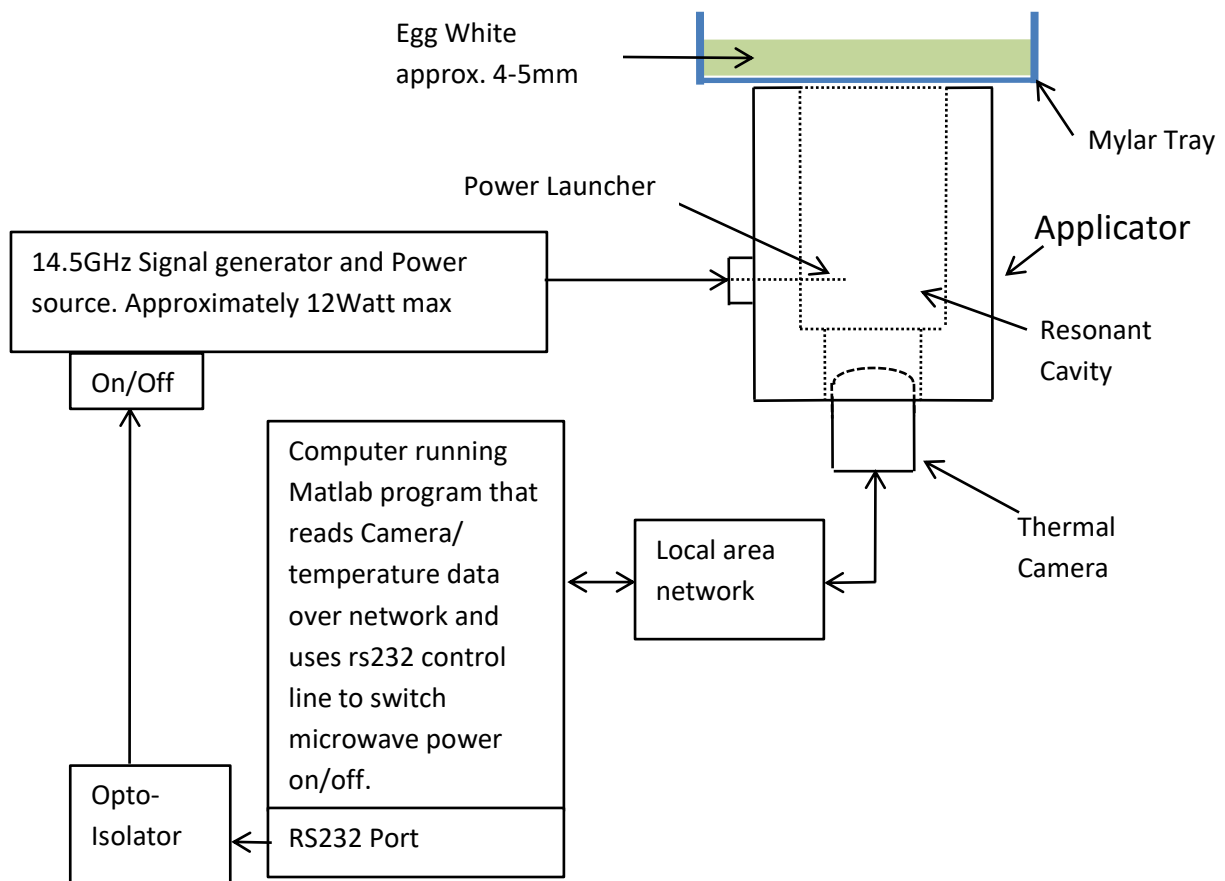 Egg White
approx. 4-5mm
Mylar Tray
Power Launcher
Applicator
14.5GHz Signal generator and Power
source. Approximately 12Watt max
Resonant
Cavity
On/Off
Computer running
Matlab program that
reads Camera/
temperature data
over network and
uses rs232 control
line to switch
microwave power
on/off.
Local area
network
Thermal
Camera
Opto-
Isolator
RS232 Port